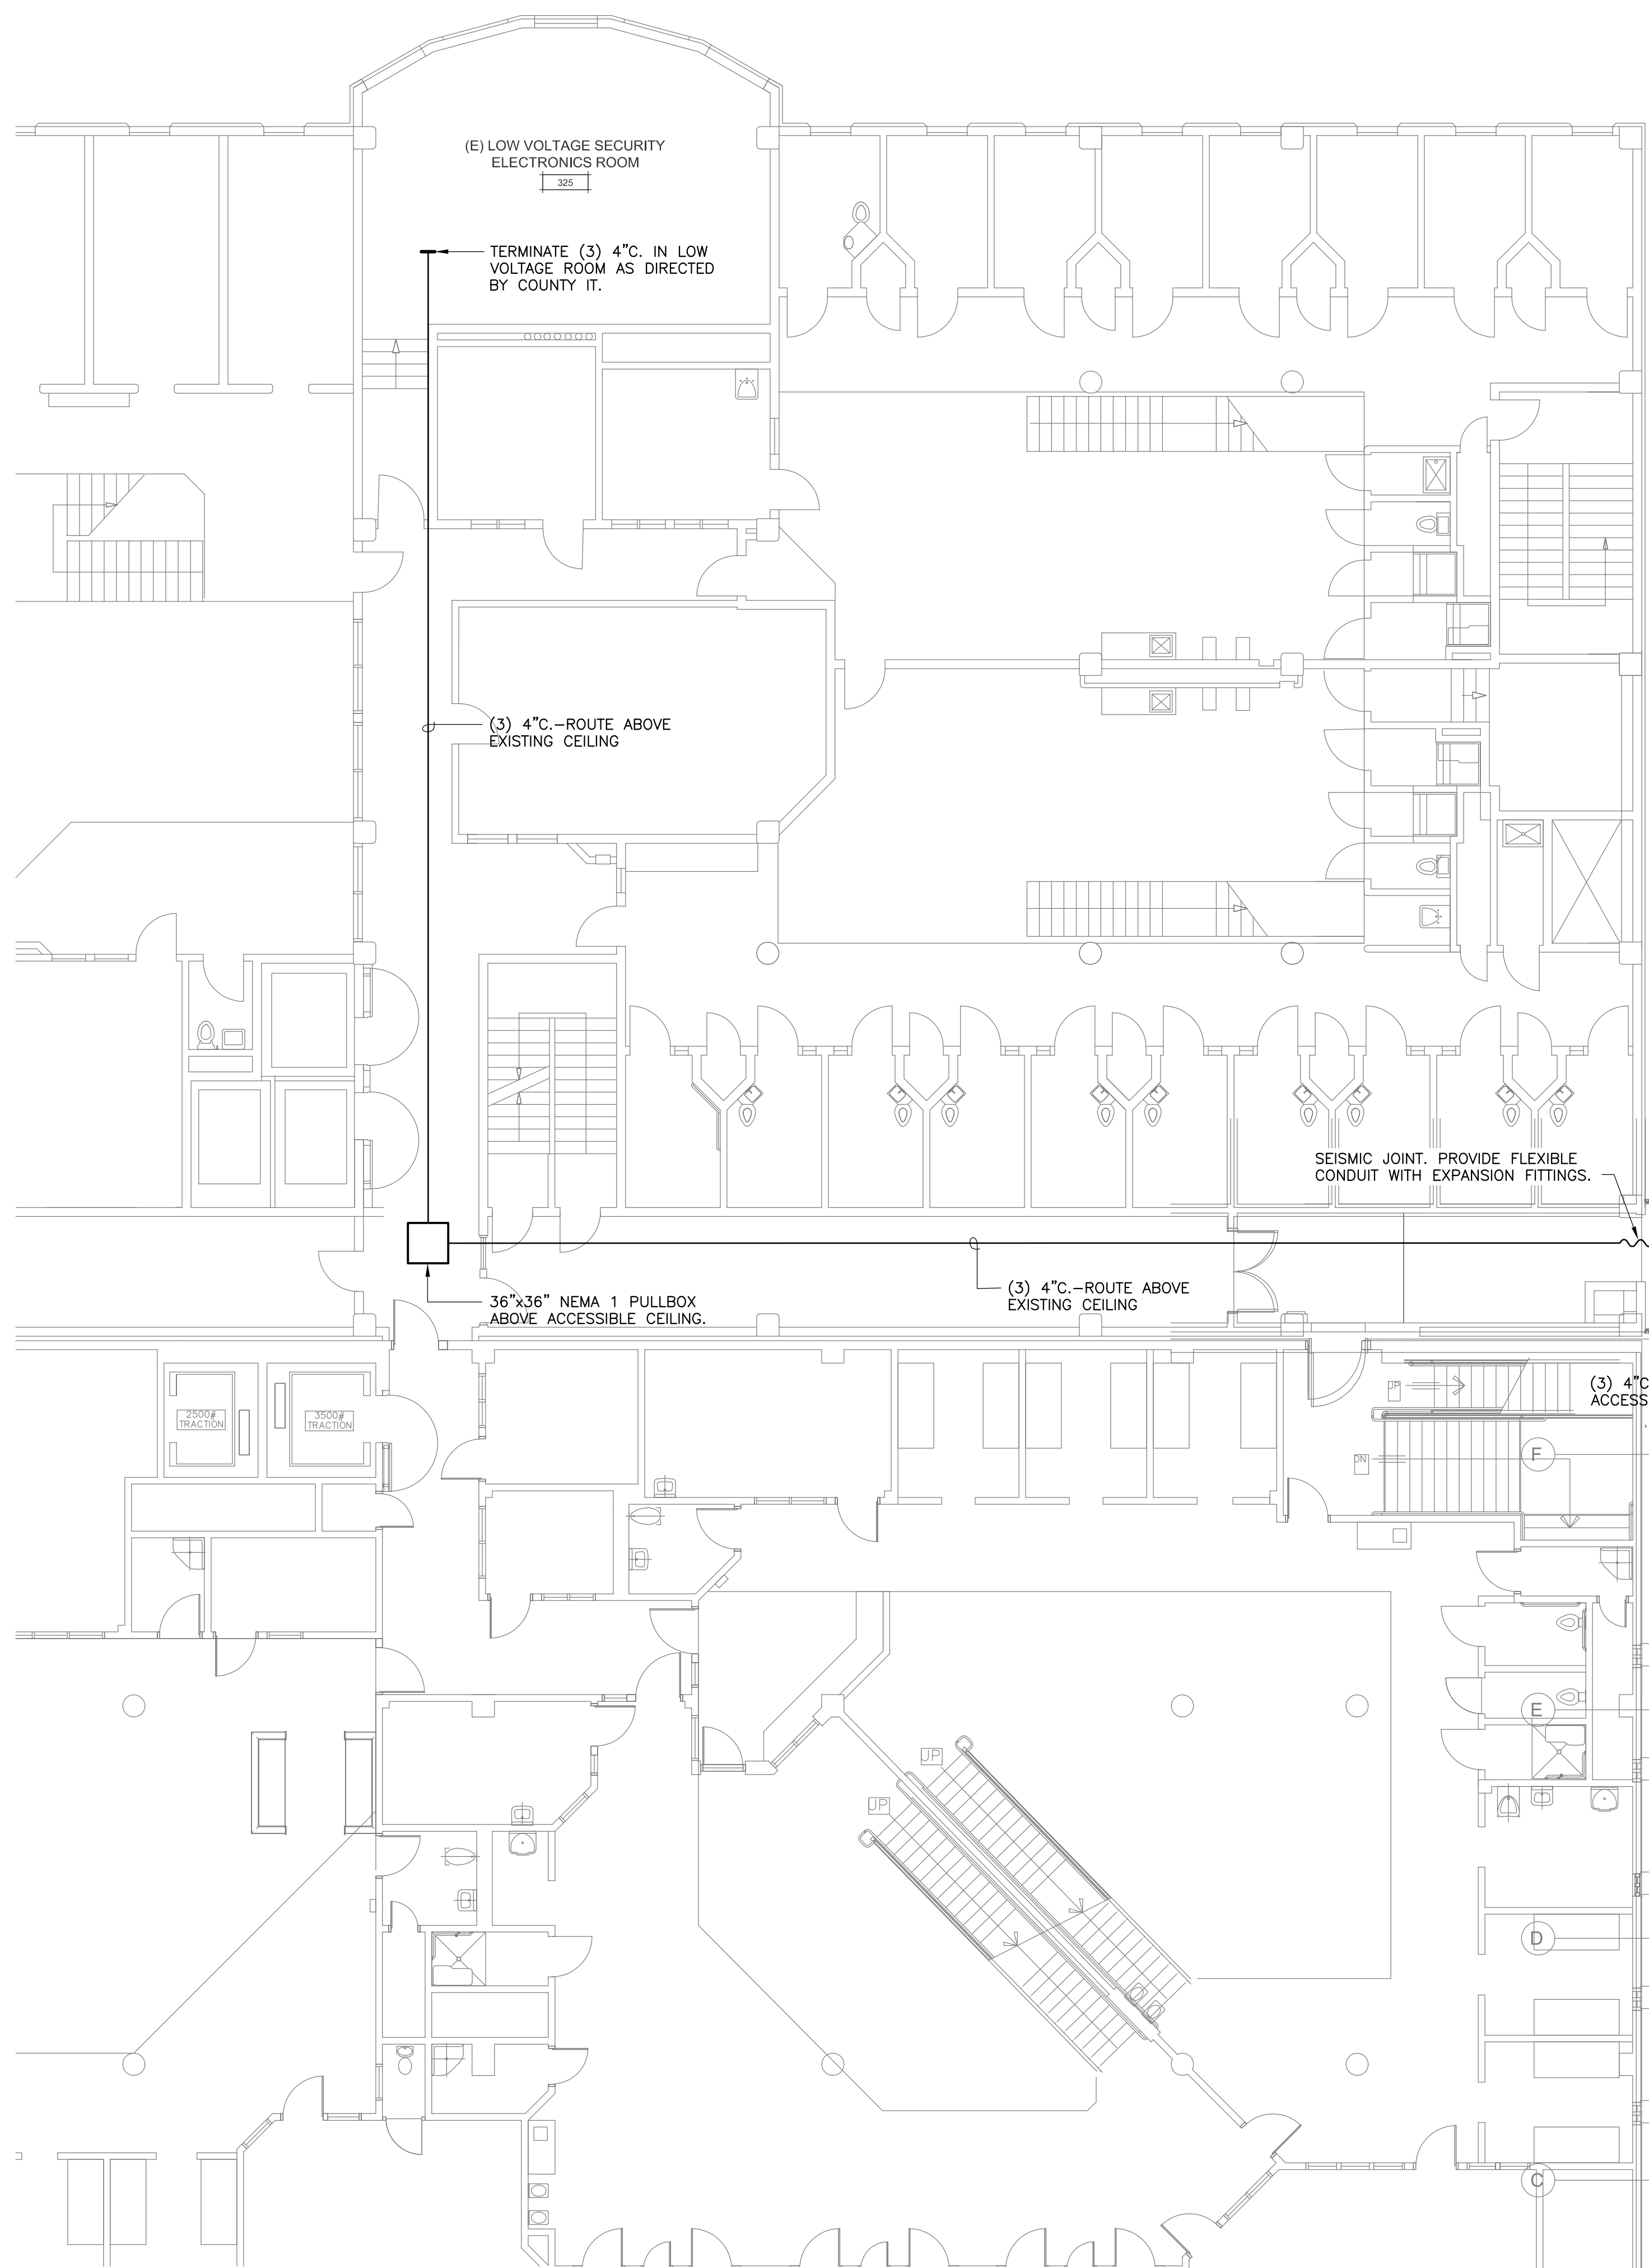 (E) LOW VOLTAGE SECURITY
ELECTRONICS ROOM
325
TERMINATE (3) 4"C. IN LOW
VOLTAGE ROOM AS DIRECTED
BY COUNTY IT.
(3) 4"C.-ROUTE ABOVE
EXISTING CEILING
SEISMIC JOINT. PROVIDE FLEXIBLE
CONDUIT WITH EXPANSION FITTINGS.
(3) 4"C.-ROUTE ABOVE
EXISTING CEILING
36"x36" NEMA 1 PULLBOX
ABOVE ACCESSIBLE CEILING.
(3) 4"C
ACCESS
UP
2500#
TRACTION
3500#
TRACTION
DN
F
E
UP
UP
D
C